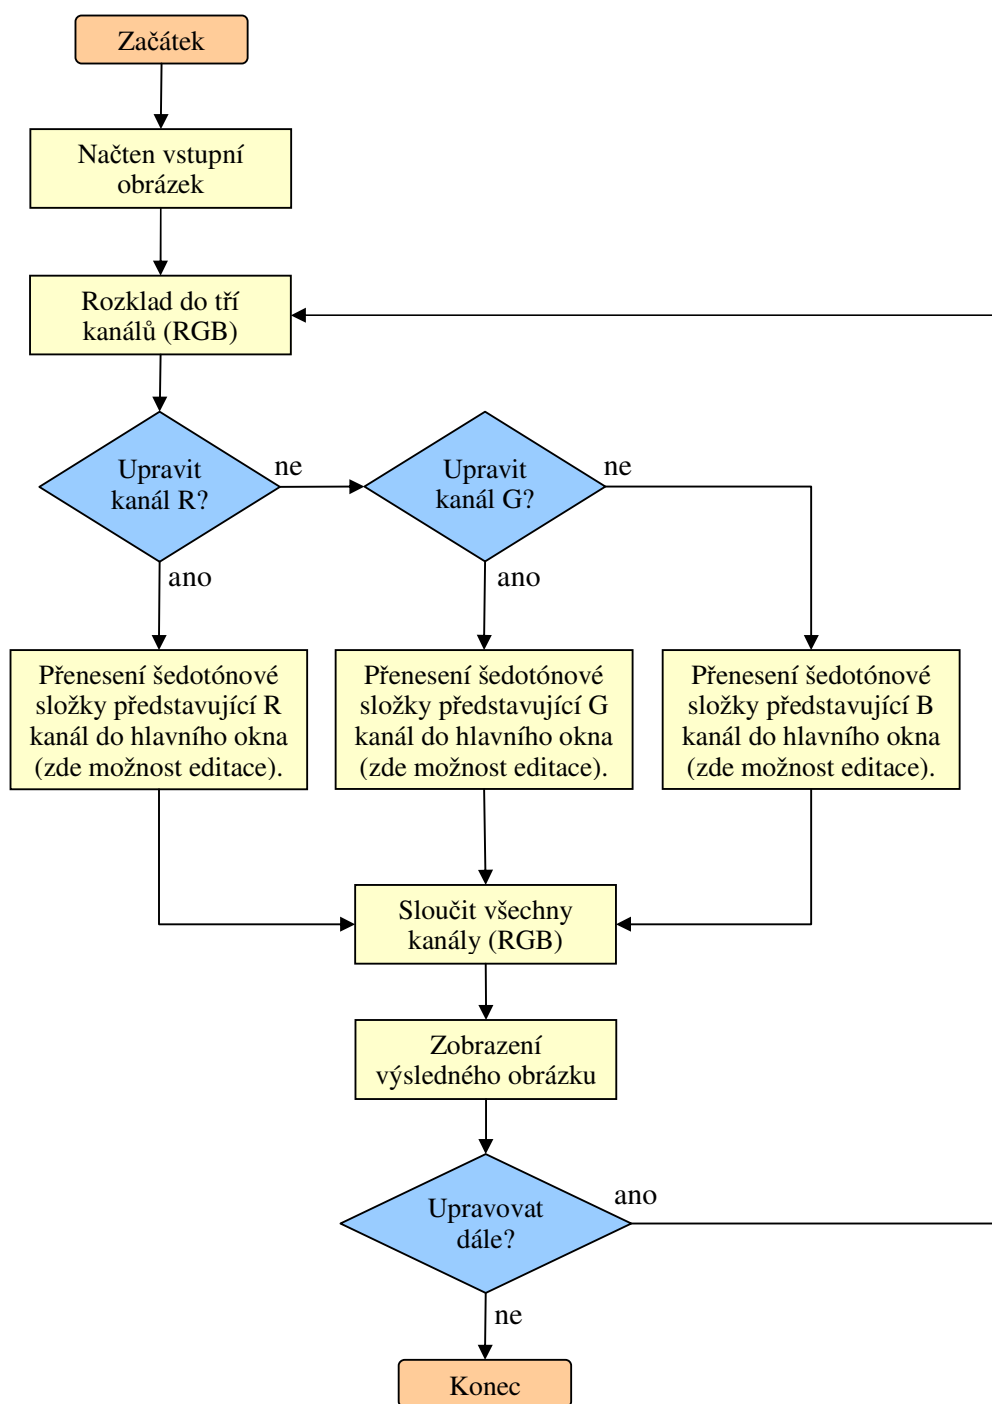 Začátek
Načten vstupní
obrázek
Rozklad do tří
kanálů (RGB)
Upravit
kanál R?
ne
Upravit
kanál G?
ne
ano
ano
Přenesení šedotónové
složky představující R
kanál do hlavního okna
(zde možnost editace).
Přenesení šedotónové
složky představující G
kanál do hlavního okna
(zde možnost editace).
Přenesení šedotónové
složky představující B
kanál do hlavního okna
(zde možnost editace).
Sloučit všechny
kanály (RGB)
Zobrazení
výsledného obrázku
Upravovat
dále?
ano
ne
Konec